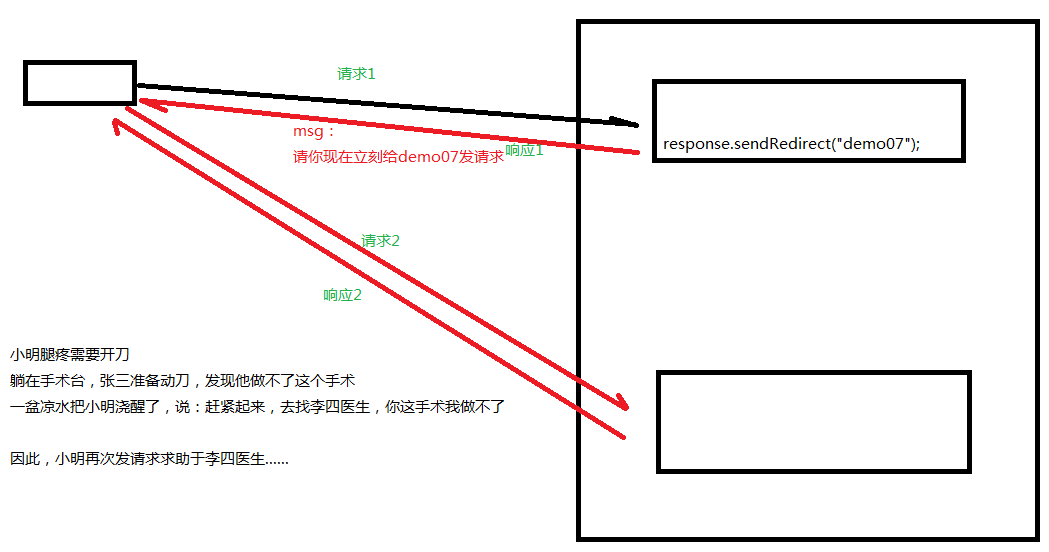 请求1
msg：
请你现在立刻给demo07发请求
响应1
response.sendRedirect("demo07");
请求2
响应2
小明腿疼需要开刀
躺在手术台，张三准备动刀，发现他做不了这个手术
一盆凉水把小明浇醒了，说：赶紧起来，去找李四医生，你这手术我做不了
因此，小明再次发请求求助于李四医生......